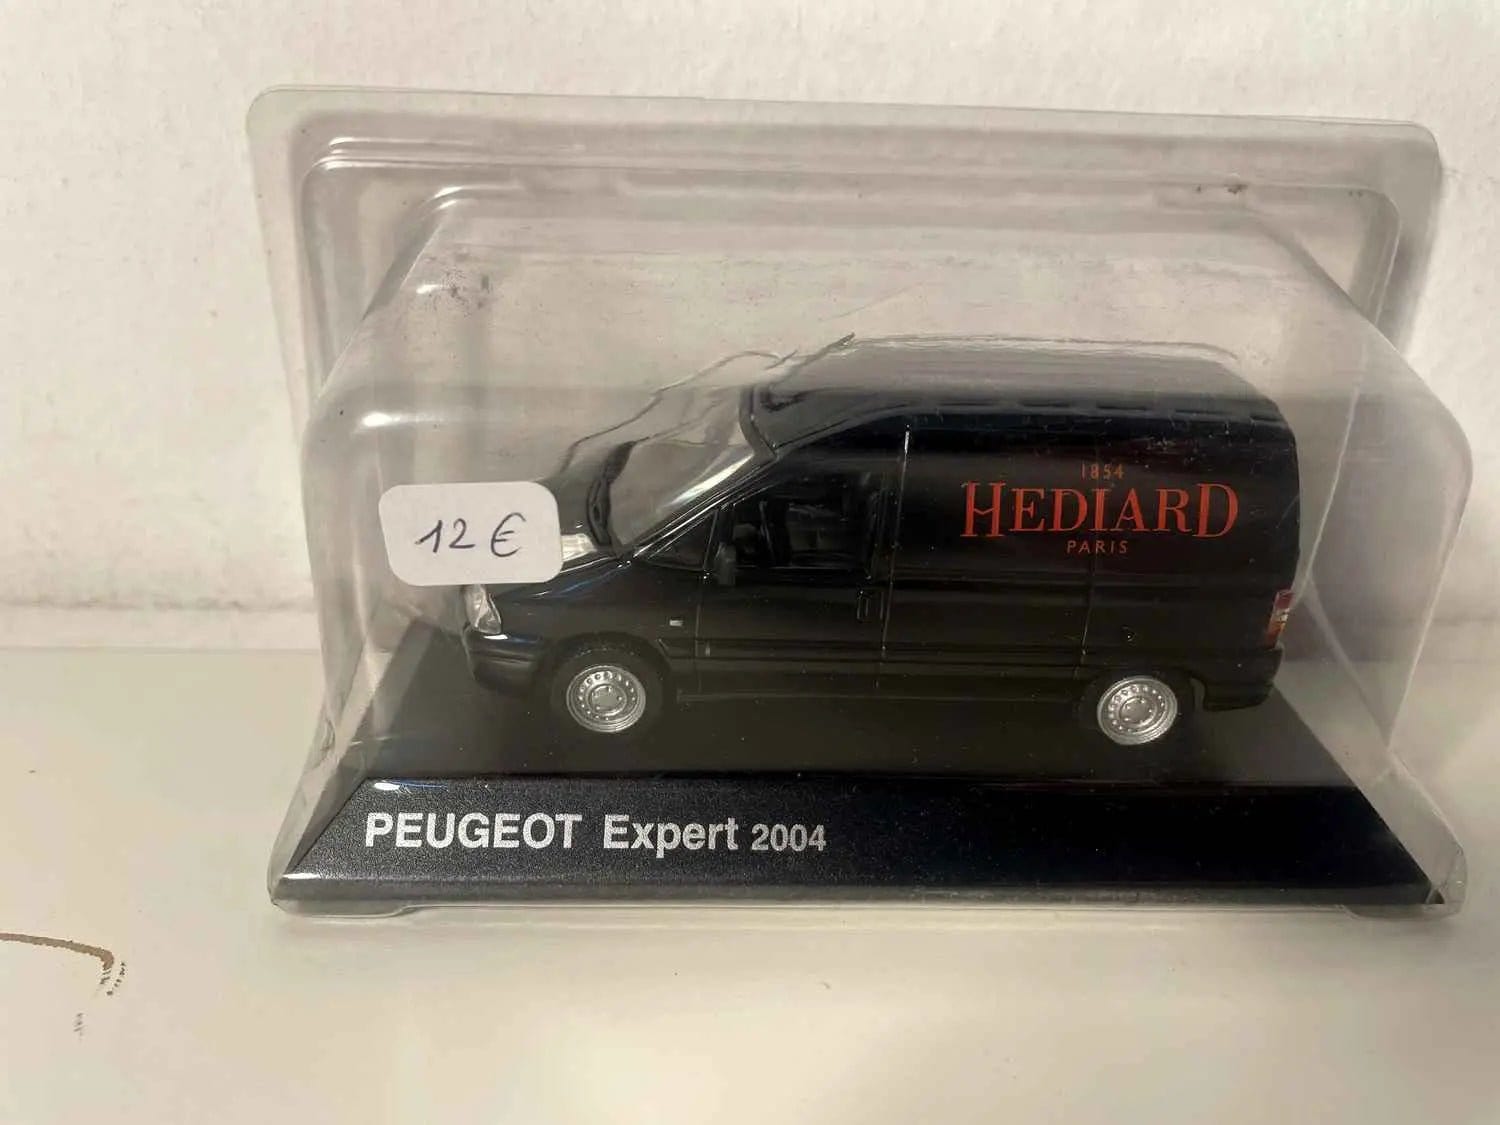 1854
HEDIARD
PARIS
12 €
PEUGEOT Expert 2004